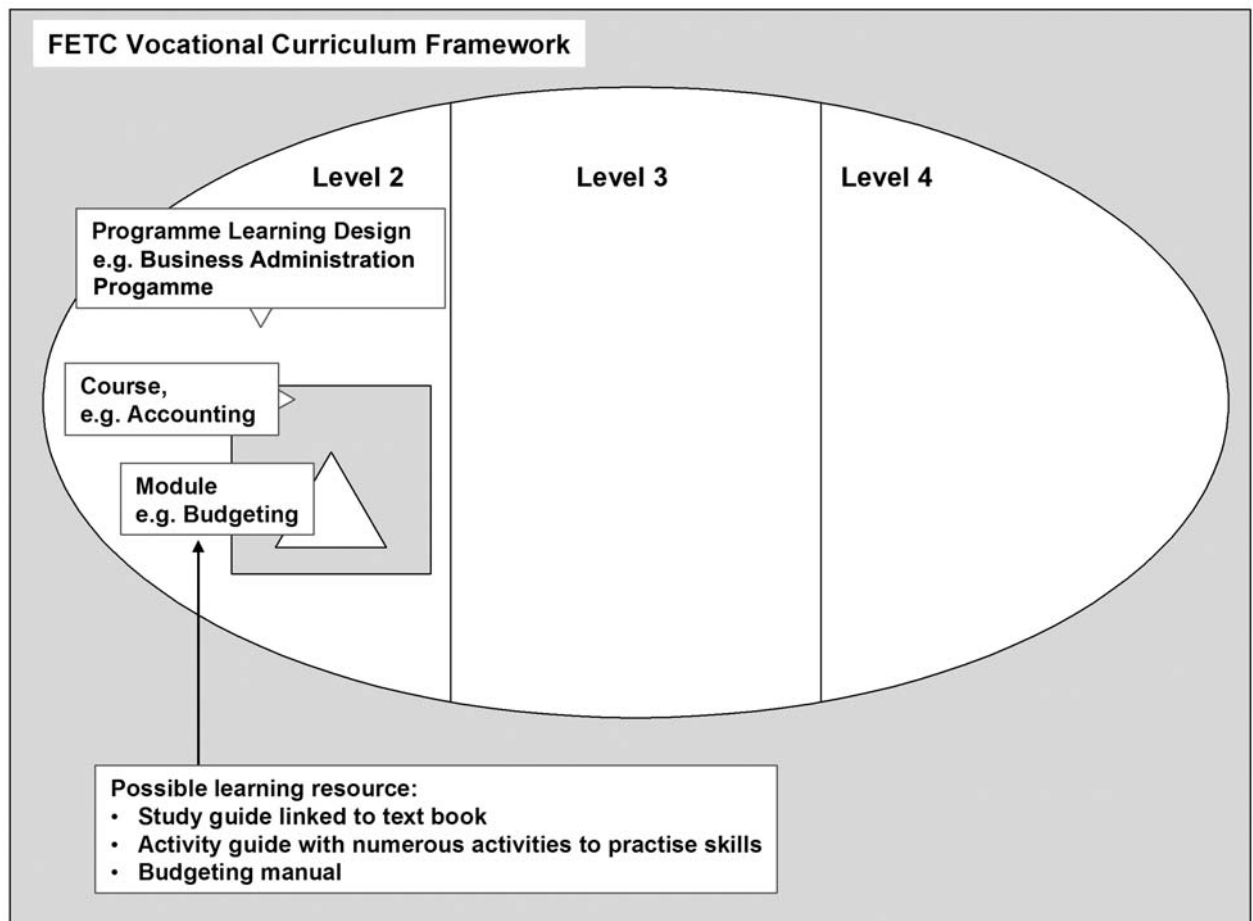 FETC Vocational Curriculum Framework
Level 2
Level 3
Level 4
Programme Learning Design
e.g. Business Administration
Progamme
Course,
e.g. Accounting
Module
e.g. Budgeting
Possible learning resource:
• Study guide linked to text book
• Activity guide with numerous activities to practise skills
• Budgeting manual